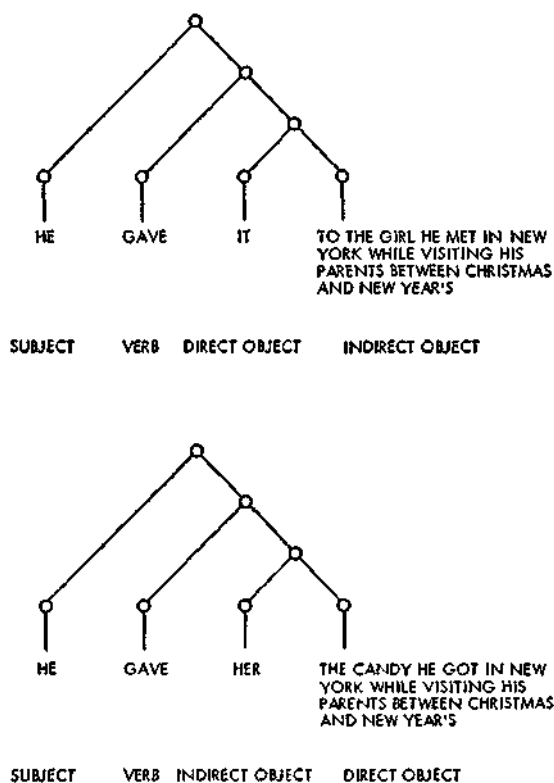 HE GAVE IT TO THE GIRL HE MET IN NEW
YORK WHILE VISITING HIS
PARENTS BETWEEN CHRISTMAS
AND NEW YEAR'S
SUBJECT VERB DIRECT OBJECT INDIRECT OBJECT
HE GAVE HER THE CANDY HE GOT IN NEW
YORK WHILE VISITING HIS
PARENTS BETWEEN CHRISTMAS
AND NEW YEAR'S
SUBJECT VERB INDIRECT OBJECT DIRECT OBJECT